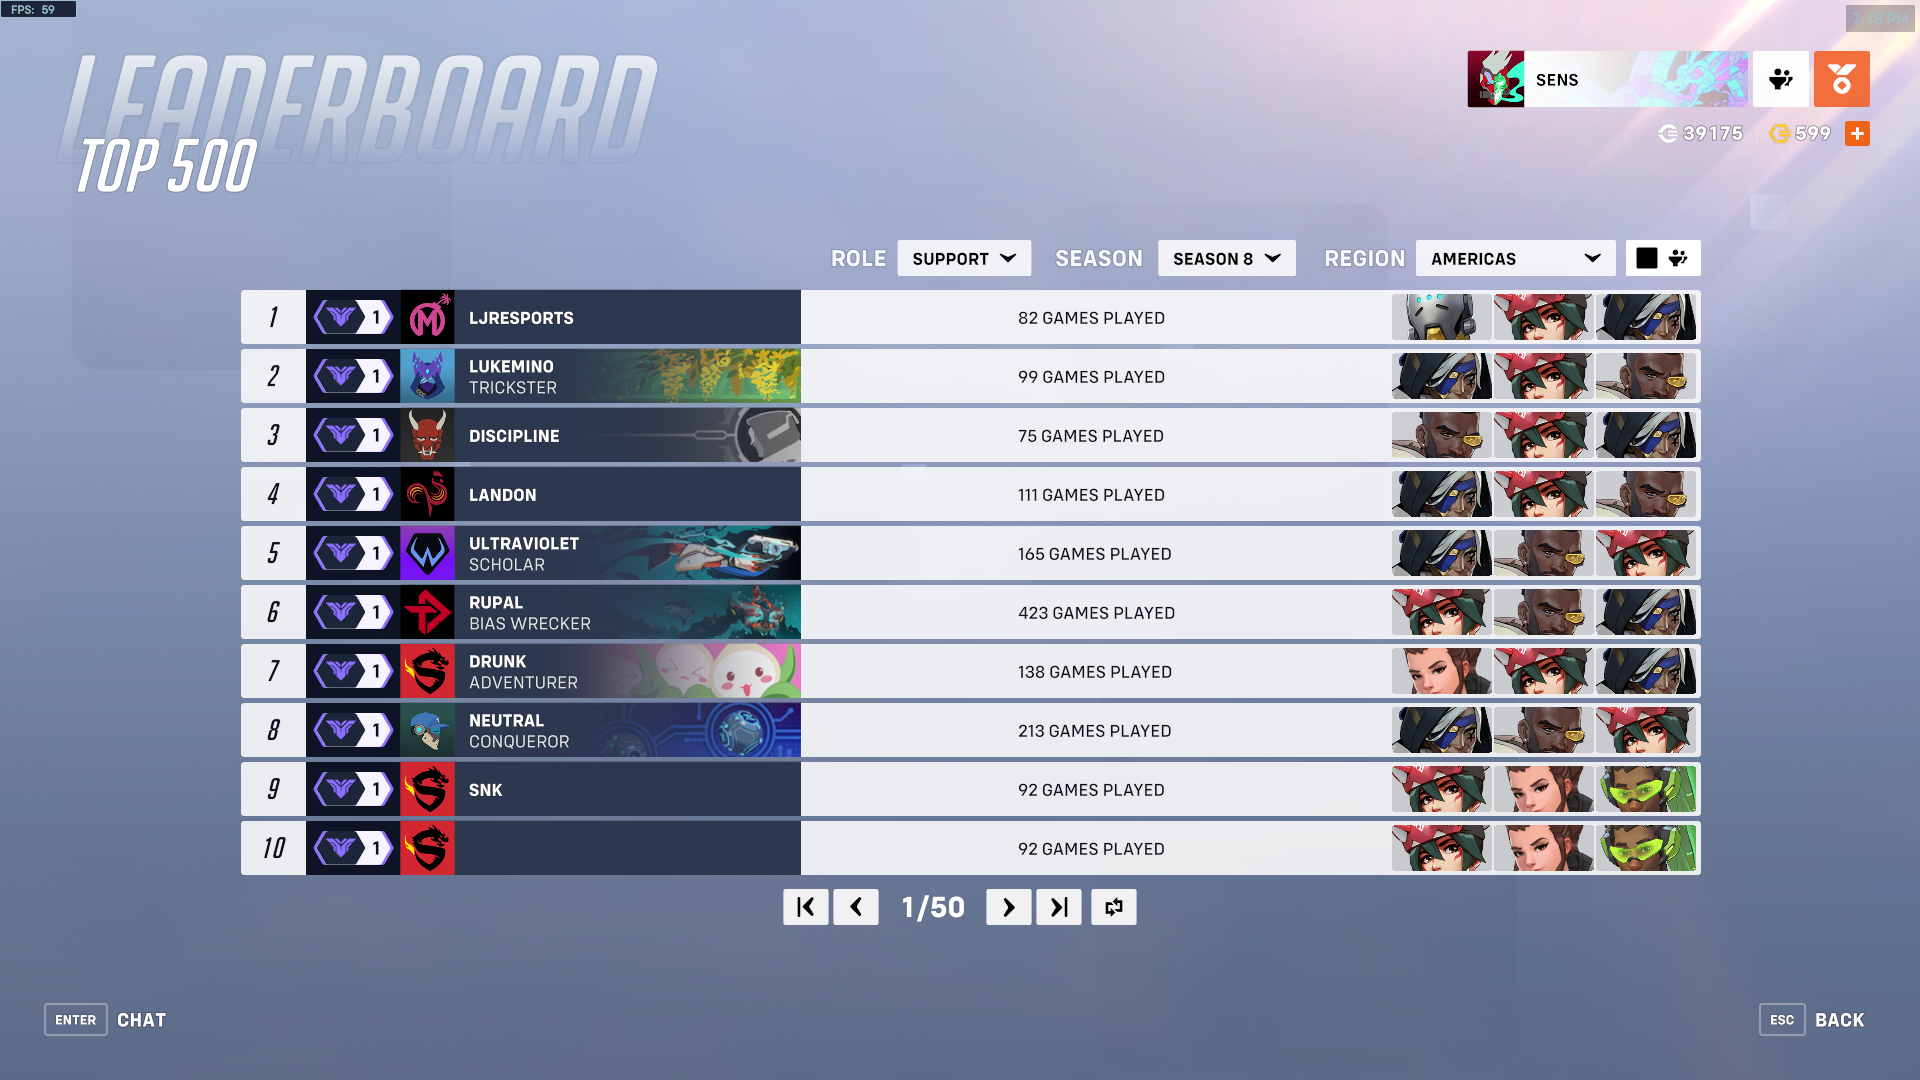 FPS: 59
7:18 PM
LEADERBOARD
TOP 500
SENS
39175 599
ROLE SUPPORT SEASON SEASON 8 REGION AMERICAS
1 1 LJRESPORTS 82 GAMES PLAYED
2 1 LUKEMINO 99 GAMES PLAYED
TRICKSTER
3 1 DISCIPLINE 75 GAMES PLAYED
4 1 LANDON 111 GAMES PLAYED
5 1 ULTRAVIOLET 165 GAMES PLAYED
SCHOLAR
6 1 RUPAL 423 GAMES PLAYED
BIAS WRECKER
7 1 DRUNK 138 GAMES PLAYED
ADVENTURER
8 1 NEUTRAL 213 GAMES PLAYED
CONQUEROR
9 1 SNK 92 GAMES PLAYED
10 1 92 GAMES PLAYED
1/50
ENTER CHAT
ESC BACK